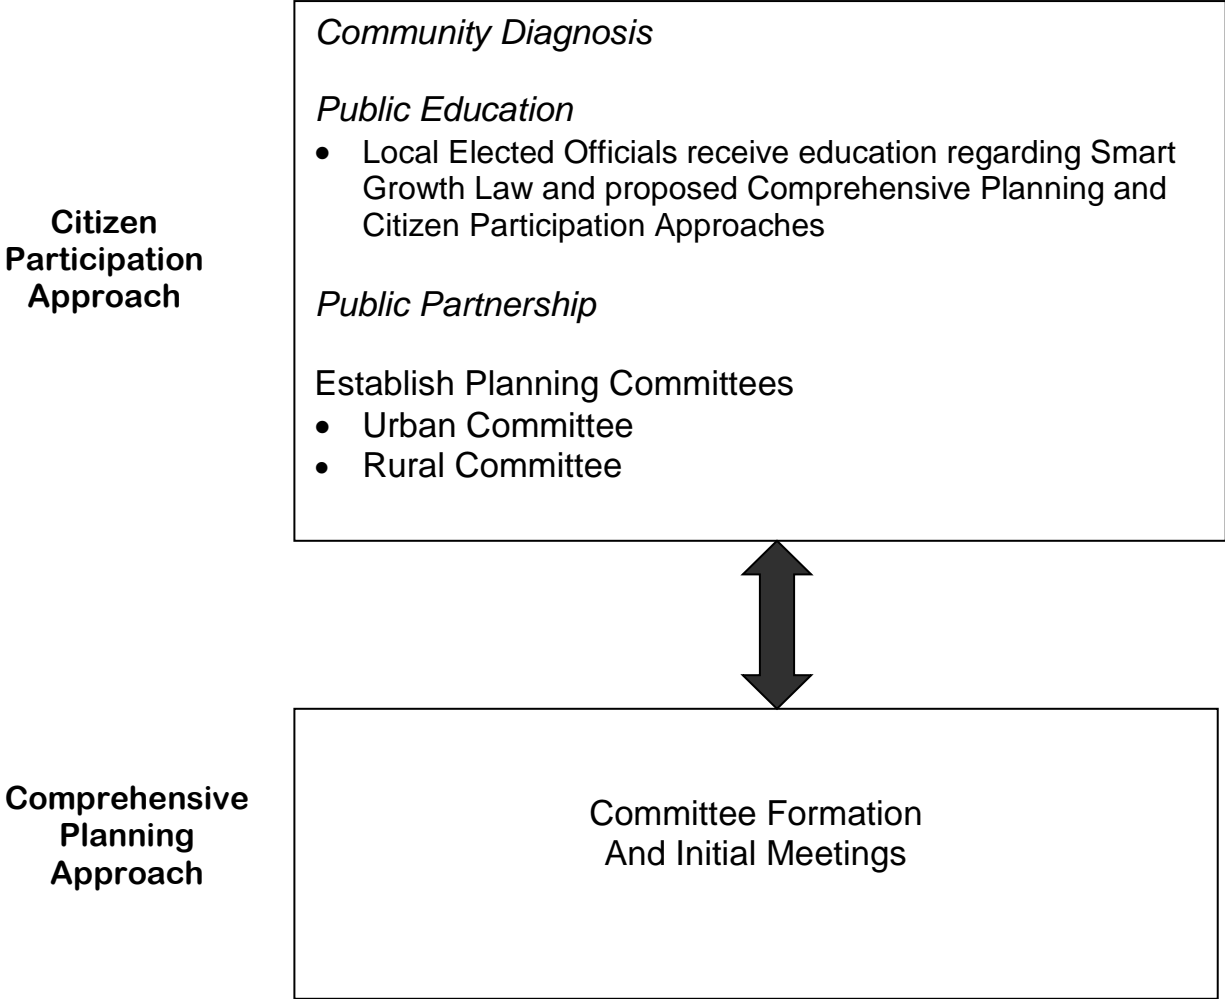 Community Diagnosis
Public Education
• Local Elected Officials receive education regarding Smart
Growth Law and proposed Comprehensive Planning and
Citizen Participation Approaches
Citizen
Participation
Approach
Public Partnership
Establish Planning Committees
• Urban Committee
• Rural Committee
Comprehensive
Planning
Approach
Committee Formation
And Initial Meetings